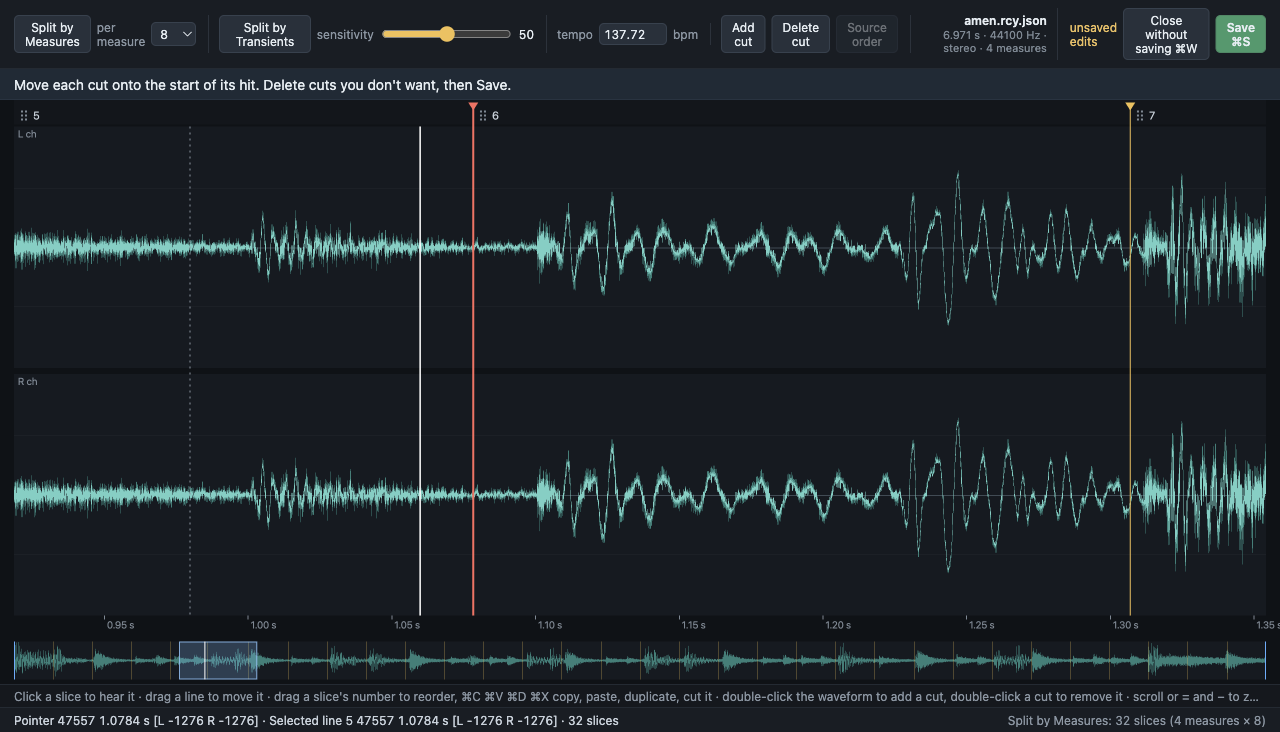 Split by Measures
per measure
8
Split by Transients
sensitivity
50
tempo
137.72
bpm
Add cut
Delete cut
Source order
amen.rcy.json
6.971 s · 44100 Hz ·
stereo · 4 measures
unsaved edits
Close without saving ⌘W
Save ⌘S
Move each cut onto the start of its hit. Delete cuts you don't want, then Save.
5
6
7
L ch
R ch
0.95 s
1.00 s
1.05 s
1.10 s
1.15 s
1.20 s
1.25 s
1.30 s
1.35 s
Click a slice to hear it · drag a line to move it · drag a slice's number to reorder, ⌘C ⌘V ⌘D ⌘X copy, paste, duplicate, cut it · double-click the waveform to add a cut, double-click a cut to remove it · scroll or = and − to z…
Pointer 47557 1.0784 s [L -1276 R -1276] · Selected line 5 47557 1.0784 s [L -1276 R -1276] · 32 slices
Split by Measures: 32 slices (4 measures × 8)